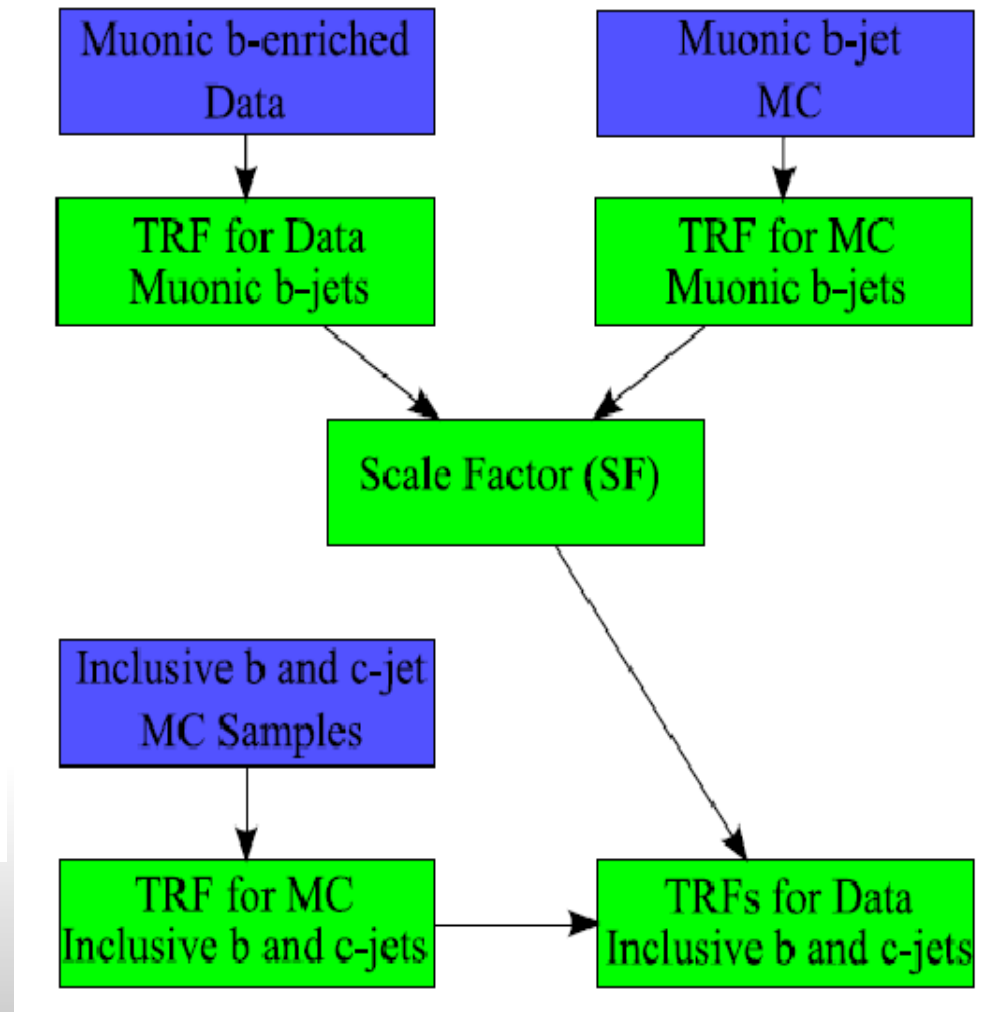 Muonic b-enriched
Data
Muonic b-jet
MC
TRF for Data
Muonic b-jets
TRF for MC
Muonic b-jets
Scale Factor (SF)
Inclusive b and c-jet
MC Samples
TRF for MC
Inclusive b and c-jets
TRFs for Data
Inclusive b and c-jets